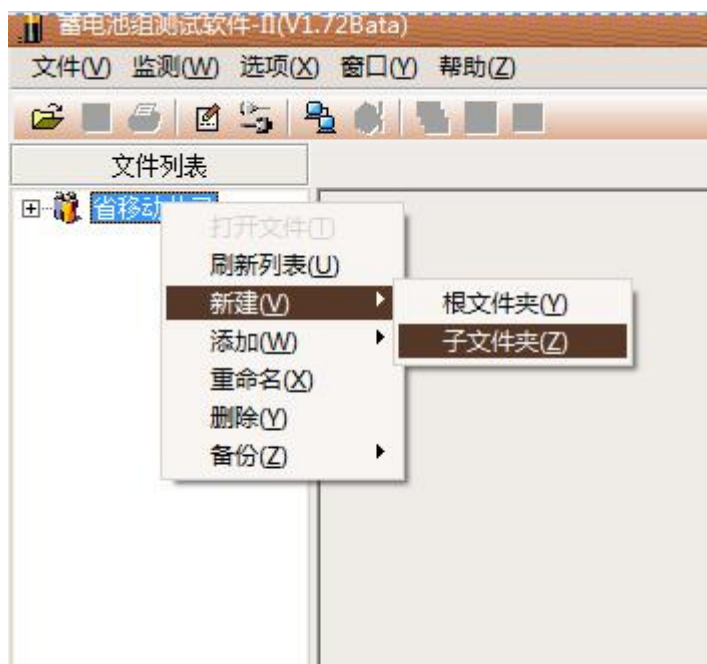 蓄电池组测试软件-II(V1.72Bata)
文件(V) 监测(W) 选项(X) 窗口(Y) 帮助(Z)
文件列表
省移动
打开文件(T)
刷新列表(U)
新建(V)
根文件夹(Y)
添加(W)
子文件夹(Z)
重命名(X)
删除(Y)
备份(Z)